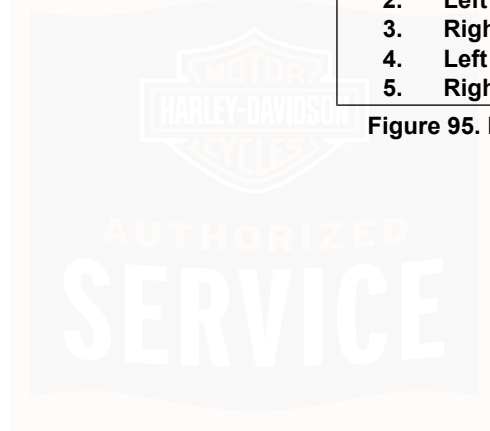 2. Left
3. Righ
4. Left
5. Righ
Figure 95.
MOTOR
HARLEY-DAVIDSON
CYCLES
AUTHORIZED
SERVICE